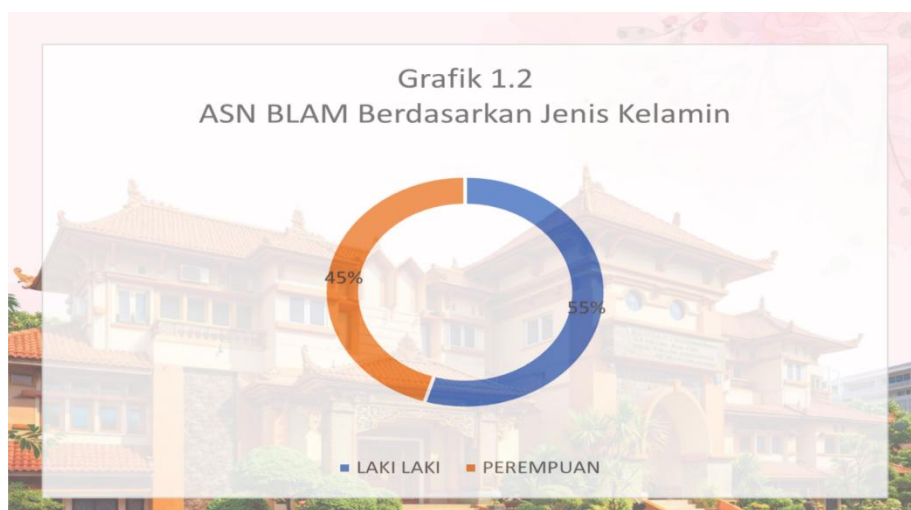 Grafik 1.2
ASN BLAM Berdasarkan Jenis Kelamin
45%
55%
LAKI LAKI PEREMPUAN